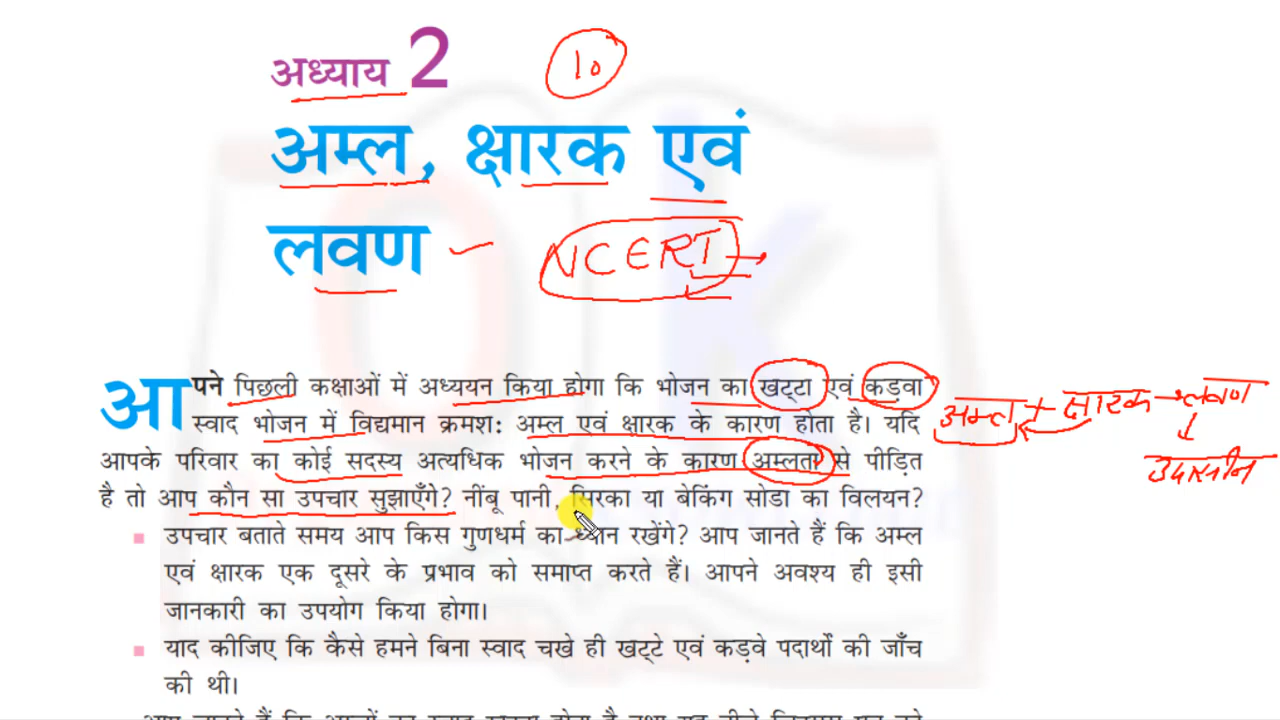 अध्याय 2
10
अम्ल, क्षारक एवं
लवण
NCERT
आपने पिछली कक्षाओं में अध्ययन किया होगा कि भोजन का खट्टा एवं कड़वा
स्वाद भोजन में विद्यमान क्रमश: अम्ल एवं क्षारक के कारण होता है। यदि
आपके परिवार का कोई सदस्य अत्यधिक भोजन करने के कारण अम्लता से पीड़ित
है तो आप कौन सा उपचार सुझाएँगे? नींबू पानी, सिरका या बेकिंग सोडा का विलयन?
अम्ल + क्षारक → लवण
↓
उदासीन
▪ उपचार बताते समय आप किस गुणधर्म का ध्यान रखेंगे? आप जानते हैं कि अम्ल
एवं क्षारक एक दूसरे के प्रभाव को समाप्त करते हैं। आपने अवश्य ही इसी
जानकारी का उपयोग किया होगा।
▪ याद कीजिए कि कैसे हमने बिना स्वाद चखे ही खट्टे एवं कड़वे पदार्थों की जाँच
की थी।